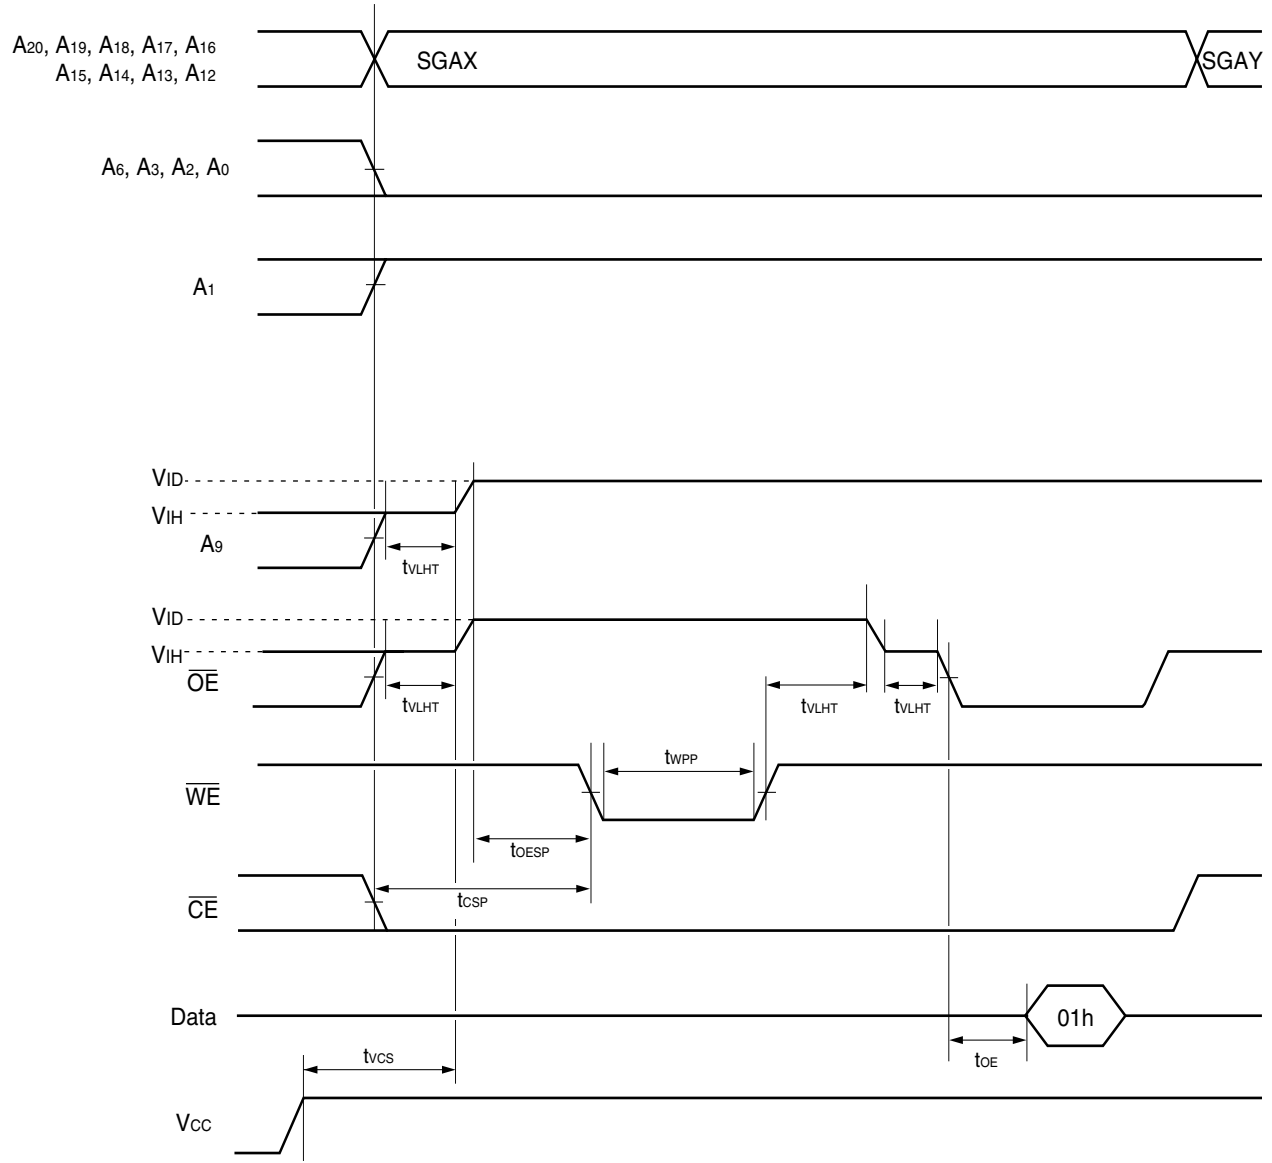 A20, A19, A18, A17, A16
A15, A14, A13, A12
SGAX
SGAY
A6, A3, A2, A0
A1
VID
VIH
A9
tVLHT
VID
VIH
OE
tVLHT
tVLHT
tVLHT
WE
tWPP
tOESP
CE
tCSP
Data
01h
tOE
tVCS
VCC